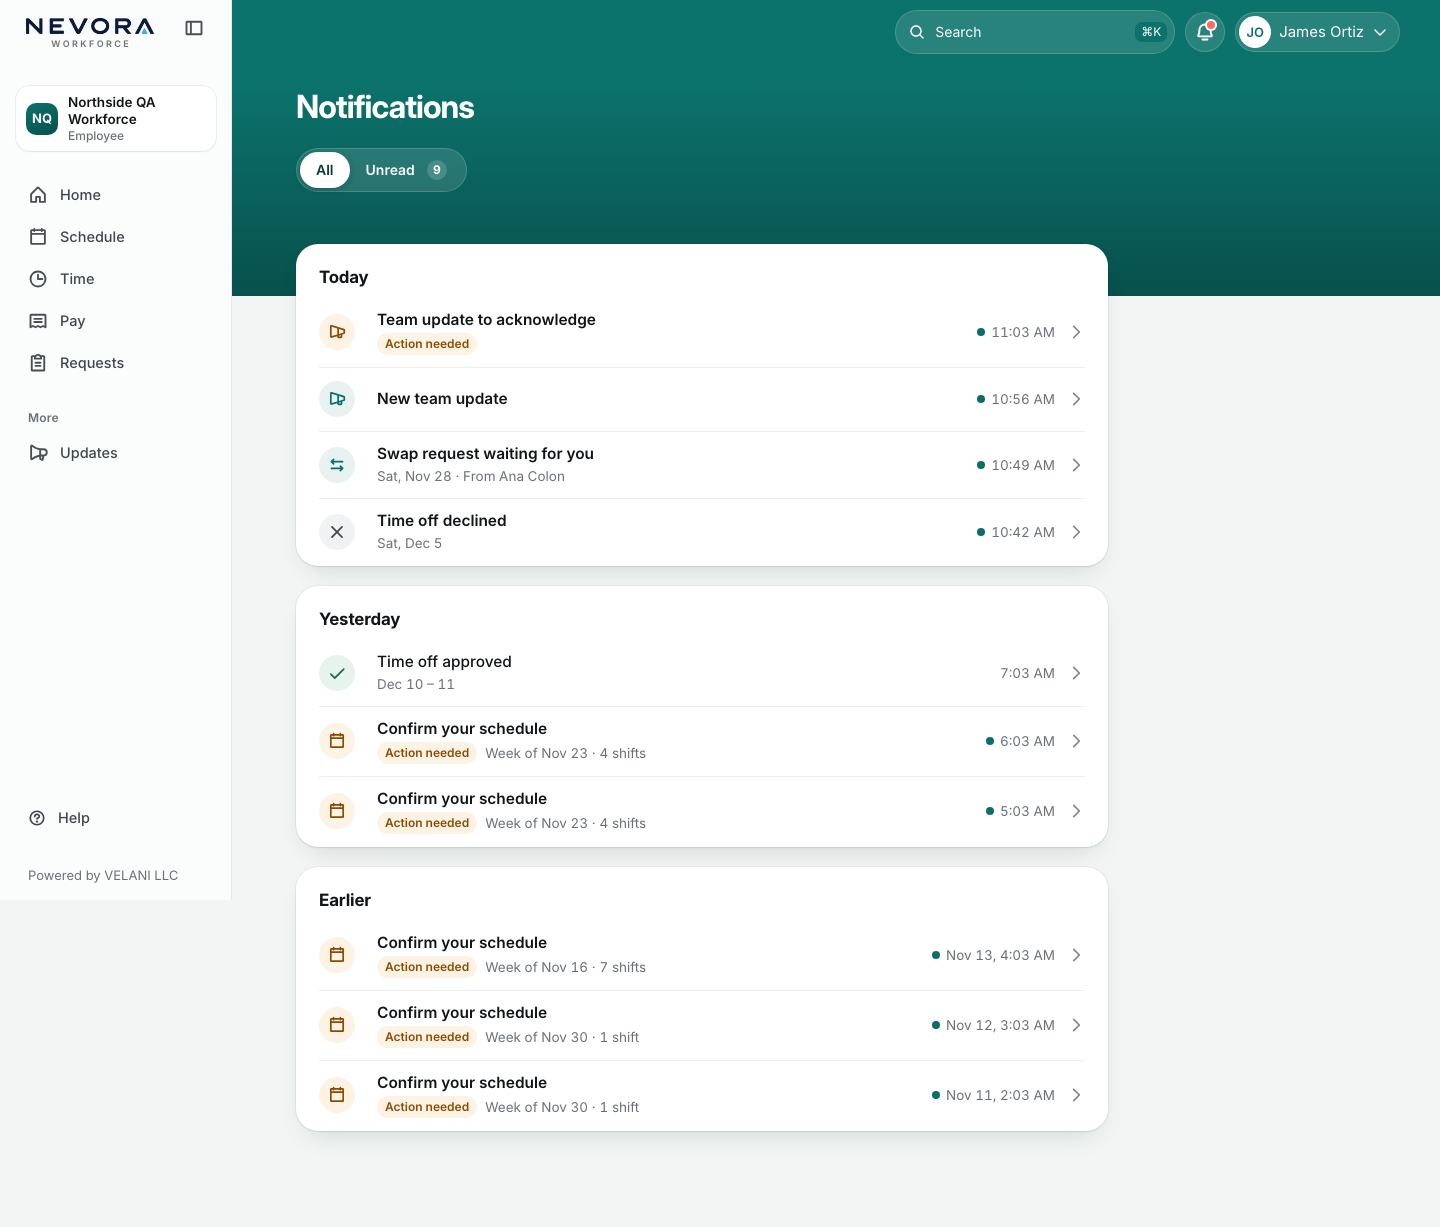 NEVORA
WORKFORCE
Search
⌘K
JO
James Ortiz
NQ
Northside QA
Workforce
Employee
Home
Schedule
Time
Pay
Requests
More
Updates
Help
Powered by VELANI LLC
Notifications
All
Unread 9
Today
Team update to acknowledge
Action needed
11:03 AM
New team update
10:56 AM
Swap request waiting for you
Sat, Nov 28 · From Ana Colon
10:49 AM
Time off declined
Sat, Dec 5
10:42 AM
Yesterday
Time off approved
Dec 10 – 11
7:03 AM
Confirm your schedule
Action needed Week of Nov 23 · 4 shifts
6:03 AM
Confirm your schedule
Action needed Week of Nov 23 · 4 shifts
5:03 AM
Earlier
Confirm your schedule
Action needed Week of Nov 16 · 7 shifts
Nov 13, 4:03 AM
Confirm your schedule
Action needed Week of Nov 30 · 1 shift
Nov 12, 3:03 AM
Confirm your schedule
Action needed Week of Nov 30 · 1 shift
Nov 11, 2:03 AM